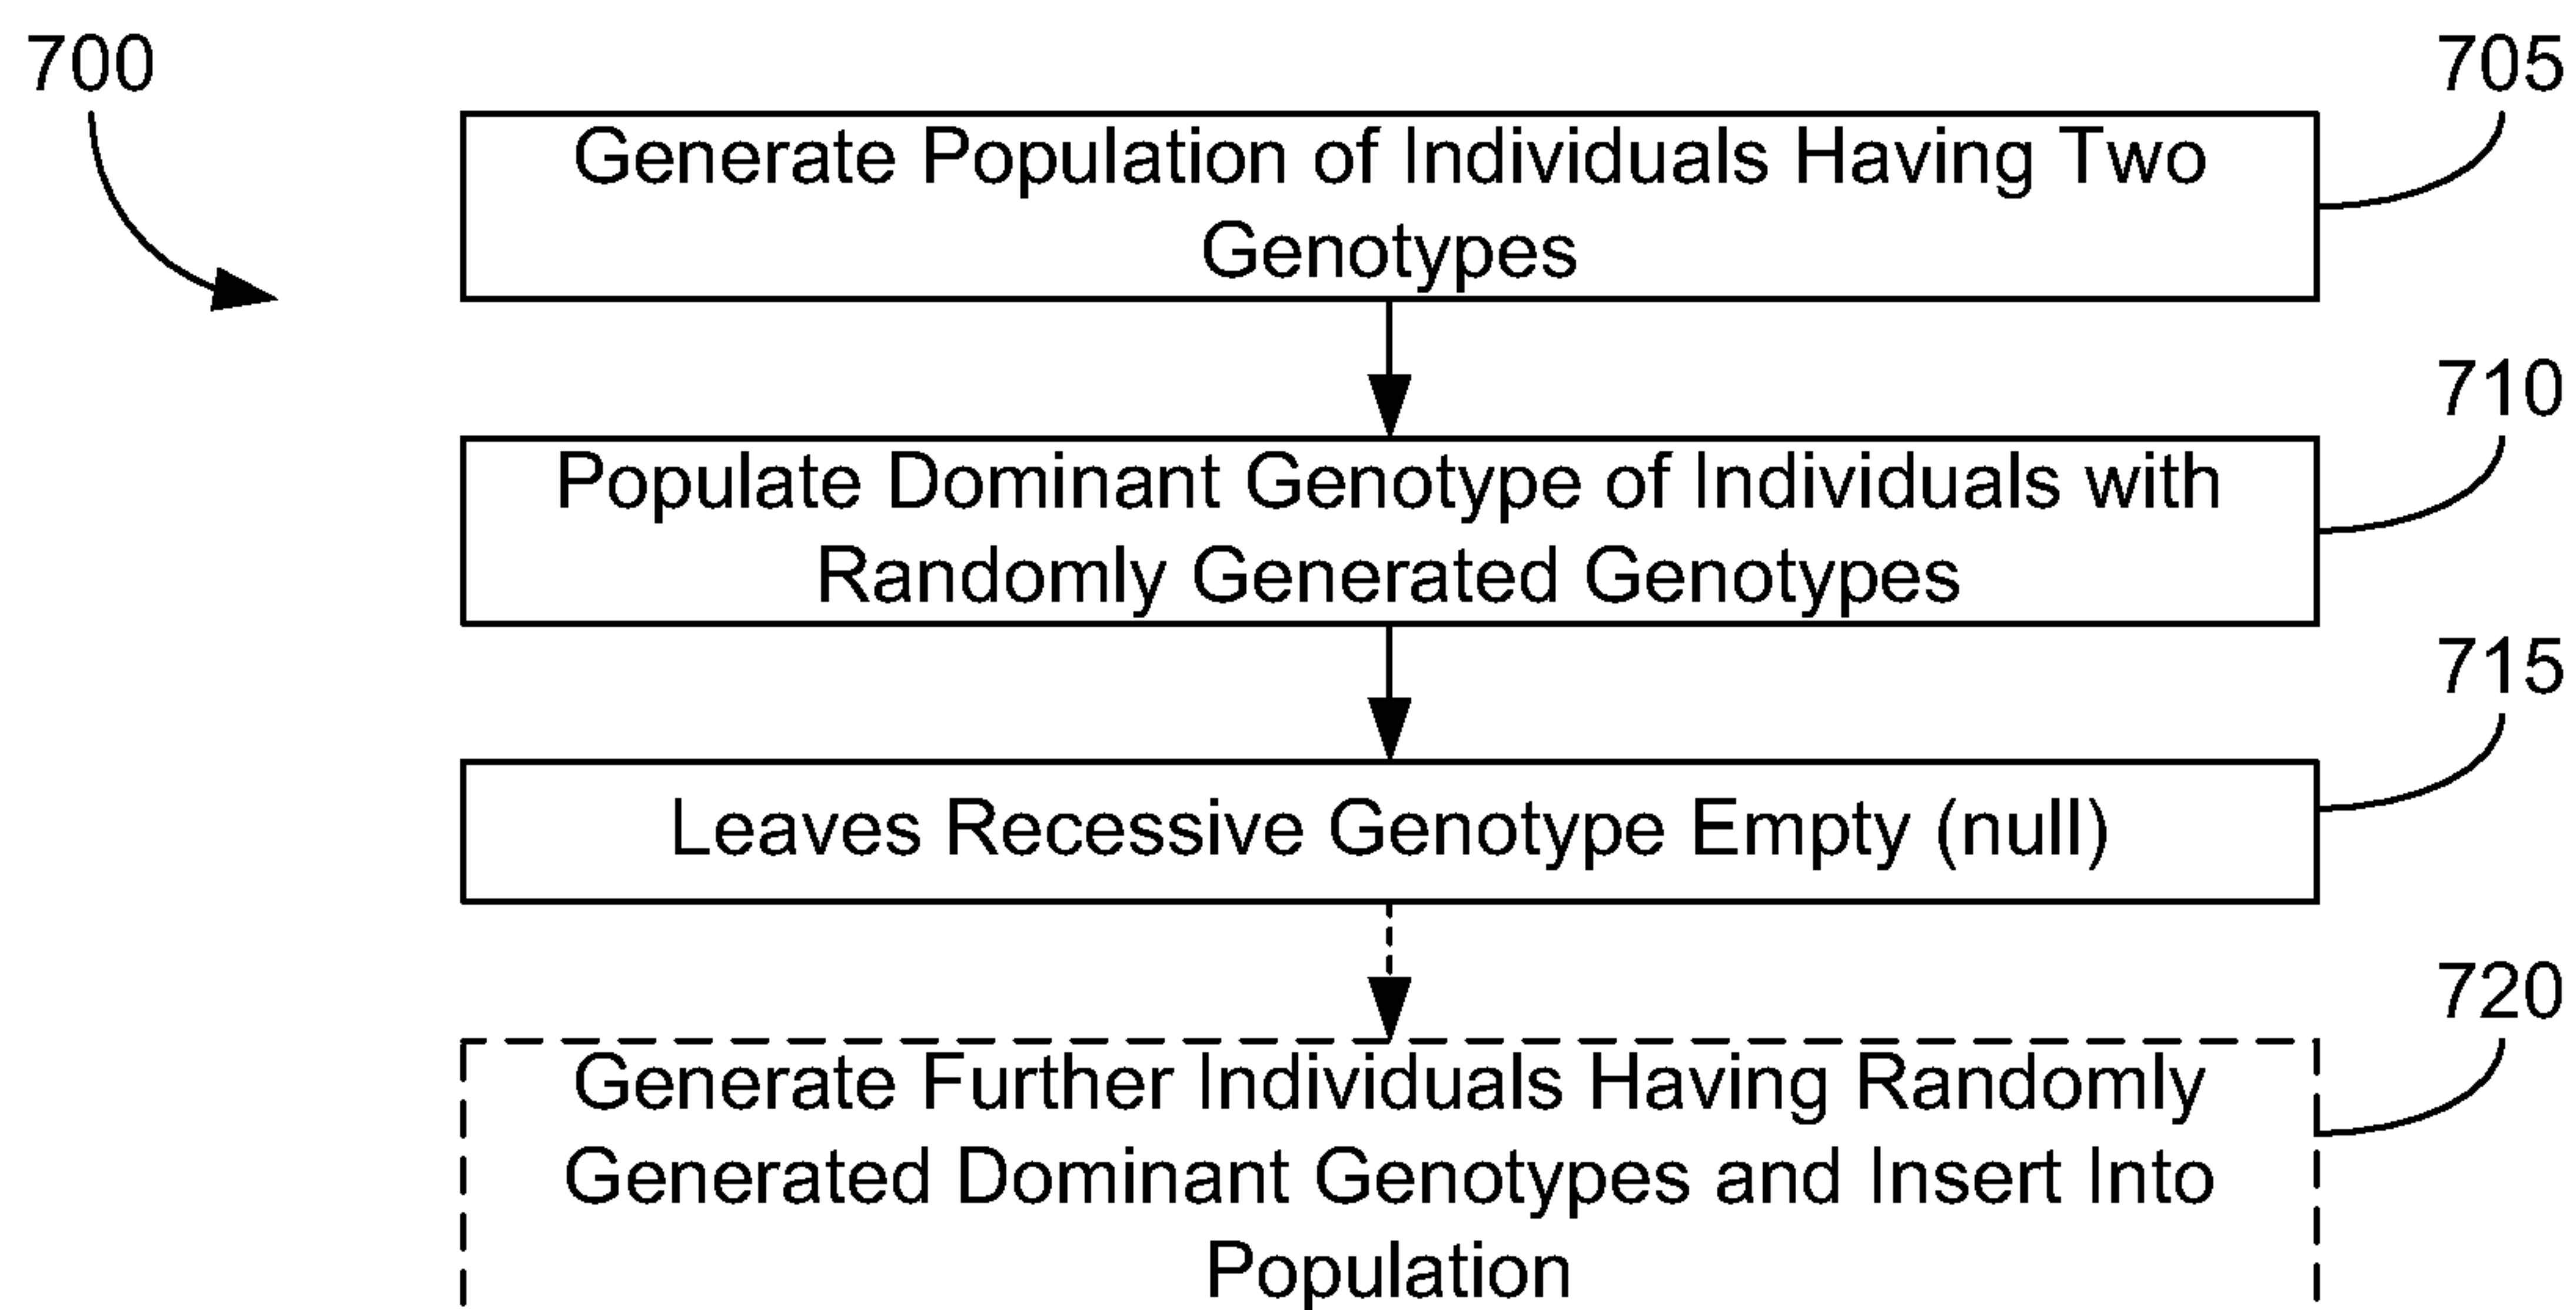 700
705
Generate Population of Individuals Having Two
Genotypes
710
Populate Dominant Genotype of Individuals with
Randomly Generated Genotypes
715
Leaves Recessive Genotype Empty (null)
720
Generate Further Individuals Having Randomly
Generated Dominant Genotypes and Insert Into
Population